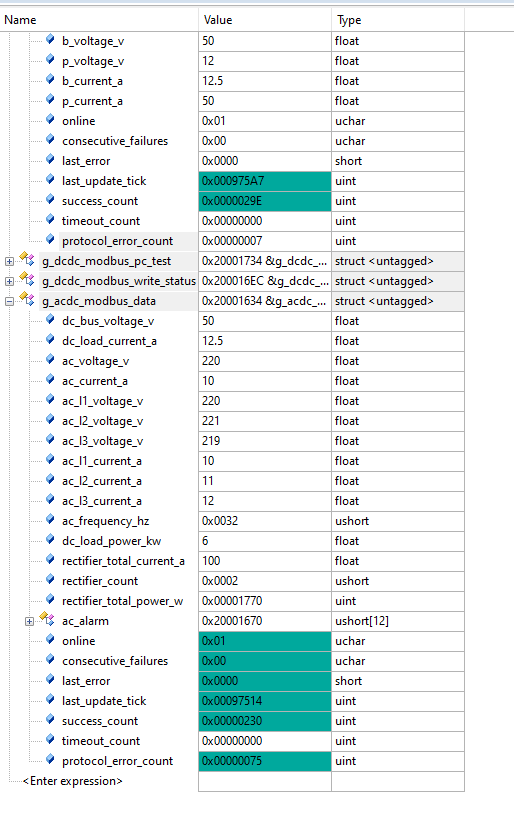 Name Value Type
b_voltage_v 50 float
p_voltage_v 12 float
b_current_a 12.5 float
p_current_a 50 float
online 0x01 uchar
consecutive_failures 0x00 uchar
last_error 0x0000 short
last_update_tick 0x000975A7 uint
success_count 0x0000029E uint
timeout_count 0x00000000 uint
protocol_error_count 0x00000007 uint
g_dcdc_modbus_pc_test 0x20001734 &g_dcdc_... struct <untagged>
g_dcdc_modbus_write_status 0x200016EC &g_dcdc_... struct <untagged>
g_acdc_modbus_data 0x20001634 &g_acdc_... struct <untagged>
dc_bus_voltage_v 50 float
dc_load_current_a 12.5 float
ac_voltage_v 220 float
ac_current_a 10 float
ac_l1_voltage_v 220 float
ac_l2_voltage_v 221 float
ac_l3_voltage_v 219 float
ac_l1_current_a 10 float
ac_l2_current_a 11 float
ac_l3_current_a 12 float
ac_frequency_hz 0x0032 ushort
dc_load_power_kw 6 float
rectifier_total_current_a 100 float
rectifier_count 0x0002 ushort
rectifier_total_power_w 0x00001770 uint
ac_alarm 0x20001670 ushort[12]
online 0x01 uchar
consecutive_failures 0x00 uchar
last_error 0x0000 short
last_update_tick 0x00097514 uint
success_count 0x00000230 uint
timeout_count 0x00000000 uint
protocol_error_count 0x00000075 uint
<Enter expression>